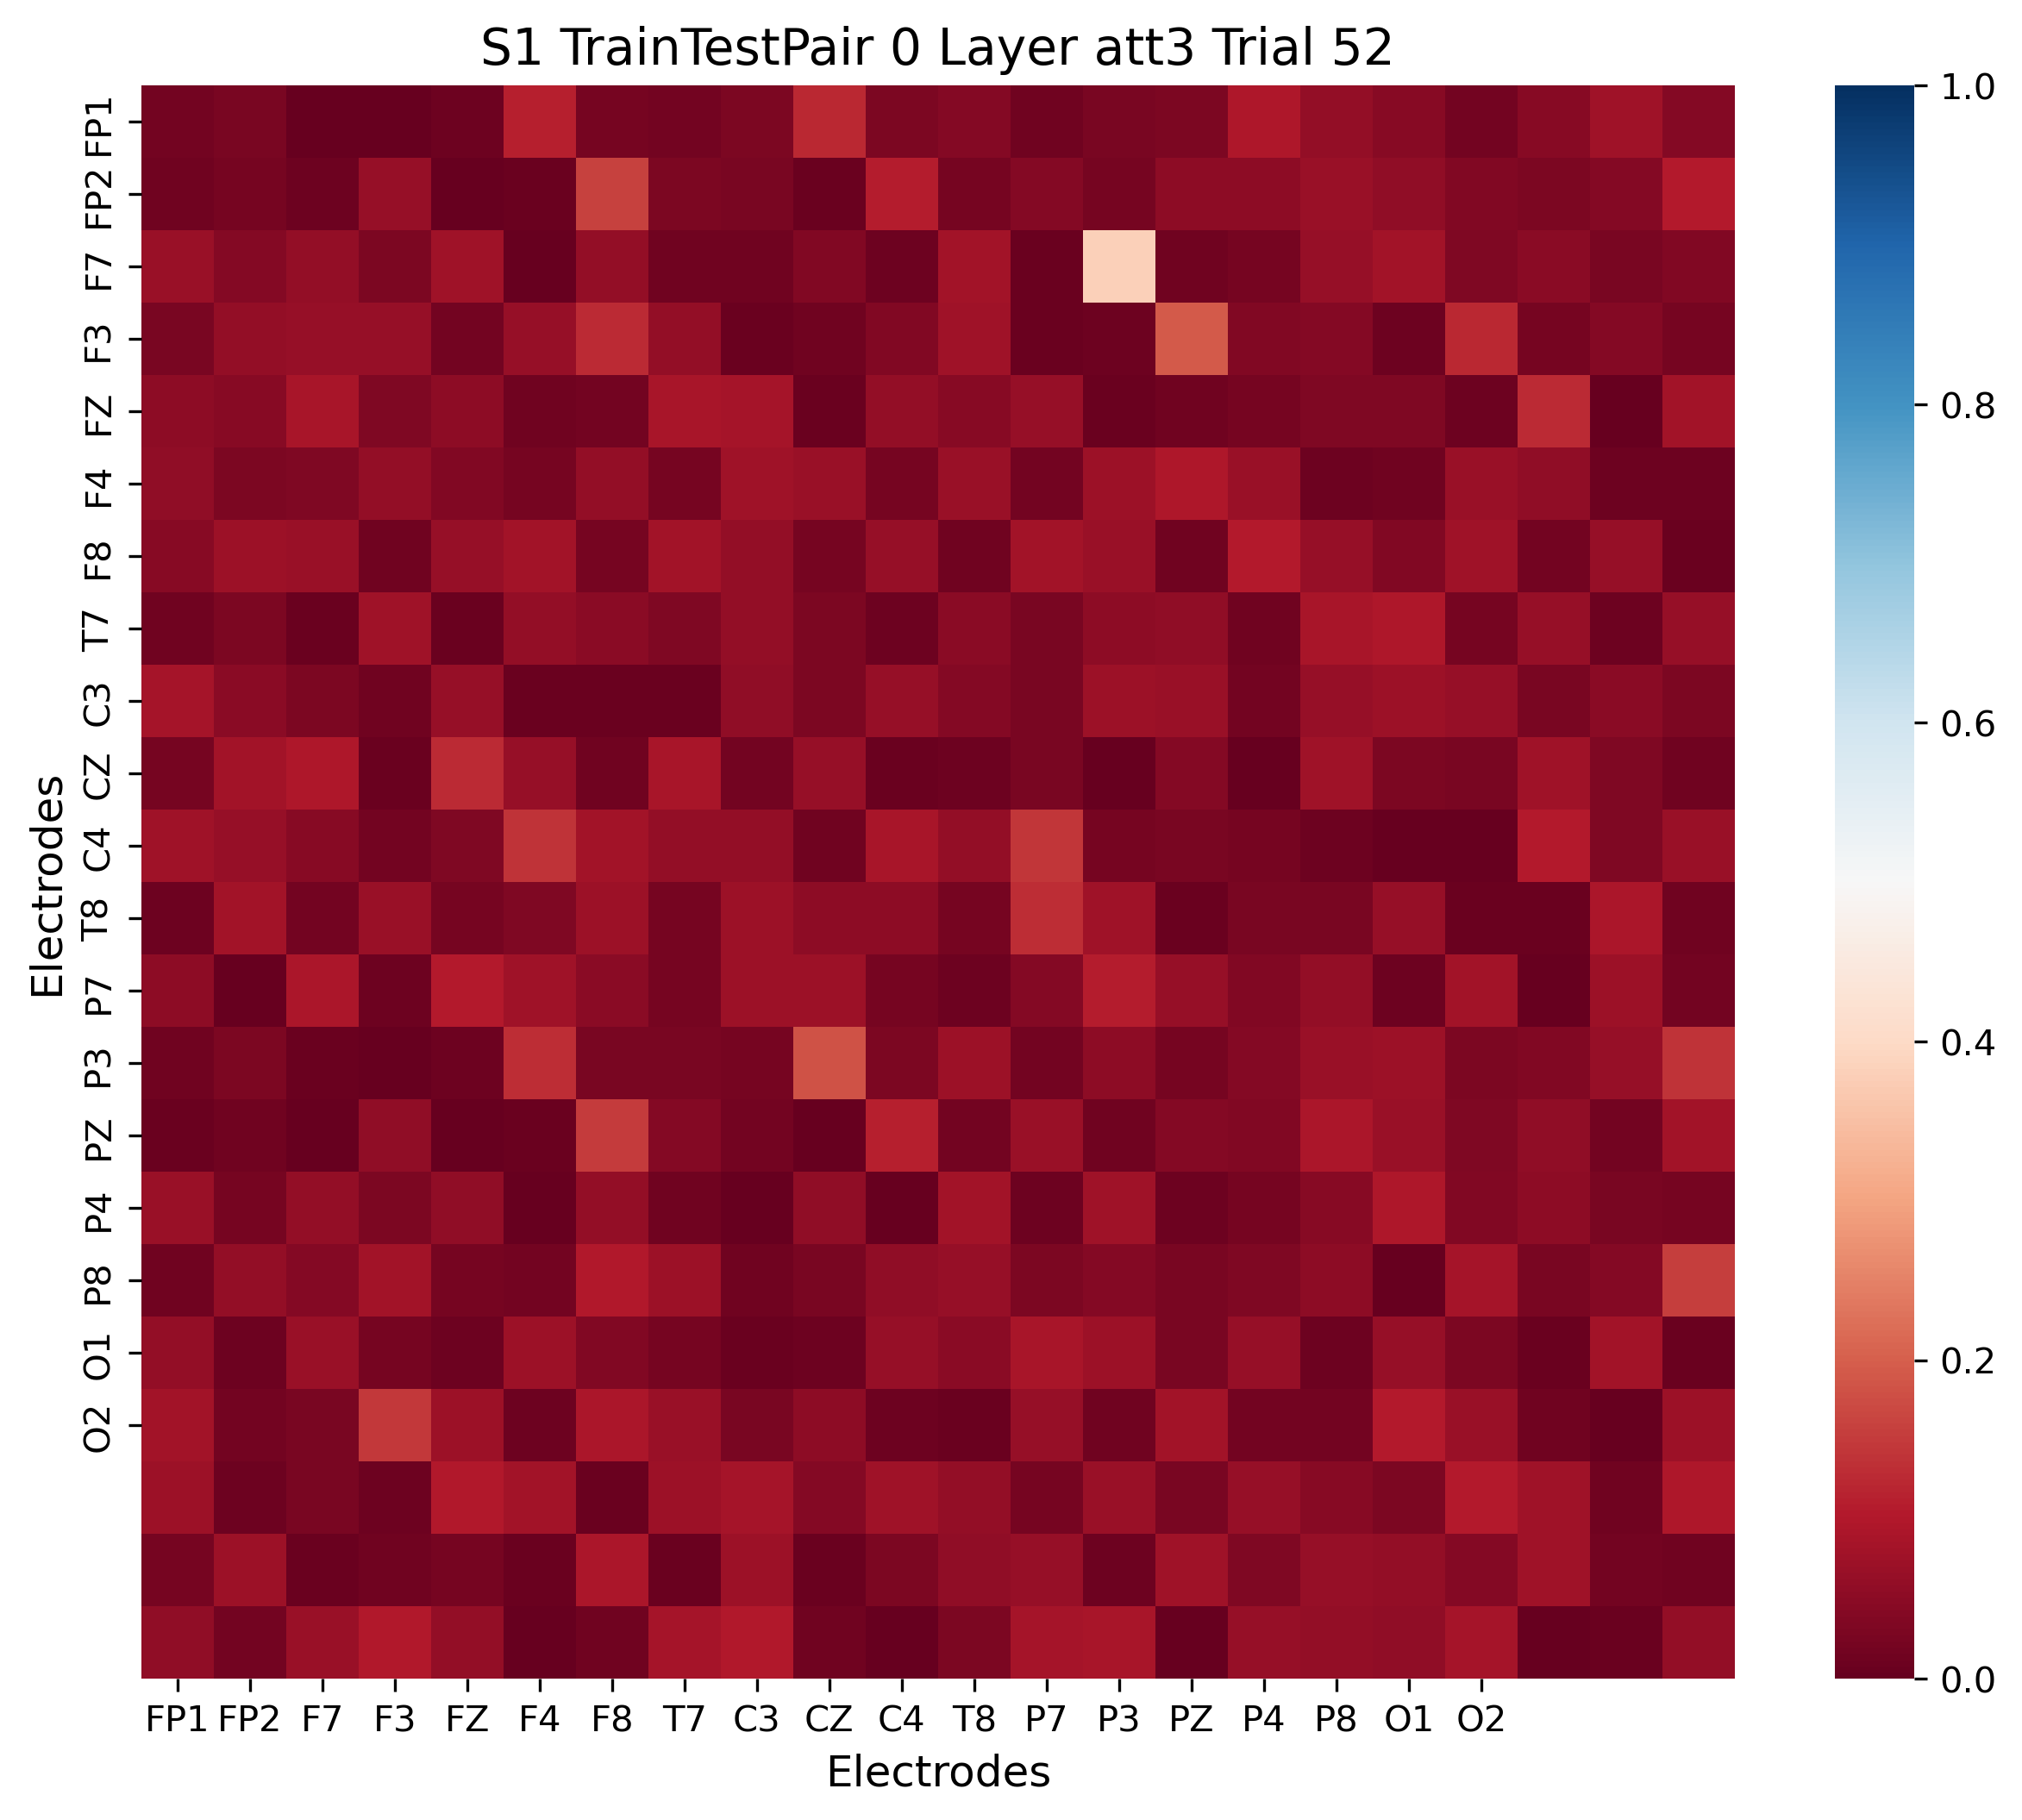 S1 TrainTestPair 0 Layer att3 Trial 52
Electrodes
FP1
FP2
F7
F3
FZ
F4
F8
T7
C3
CZ
C4
T8
P7
P3
PZ
P4
P8
O1
O2
FP1 FP2 F7 F3 FZ F4 F8 T7 C3 CZ C4 T8 P7 P3 PZ P4 P8 O1 O2
Electrodes
1.0
0.8
0.6
0.4
0.2
0.0